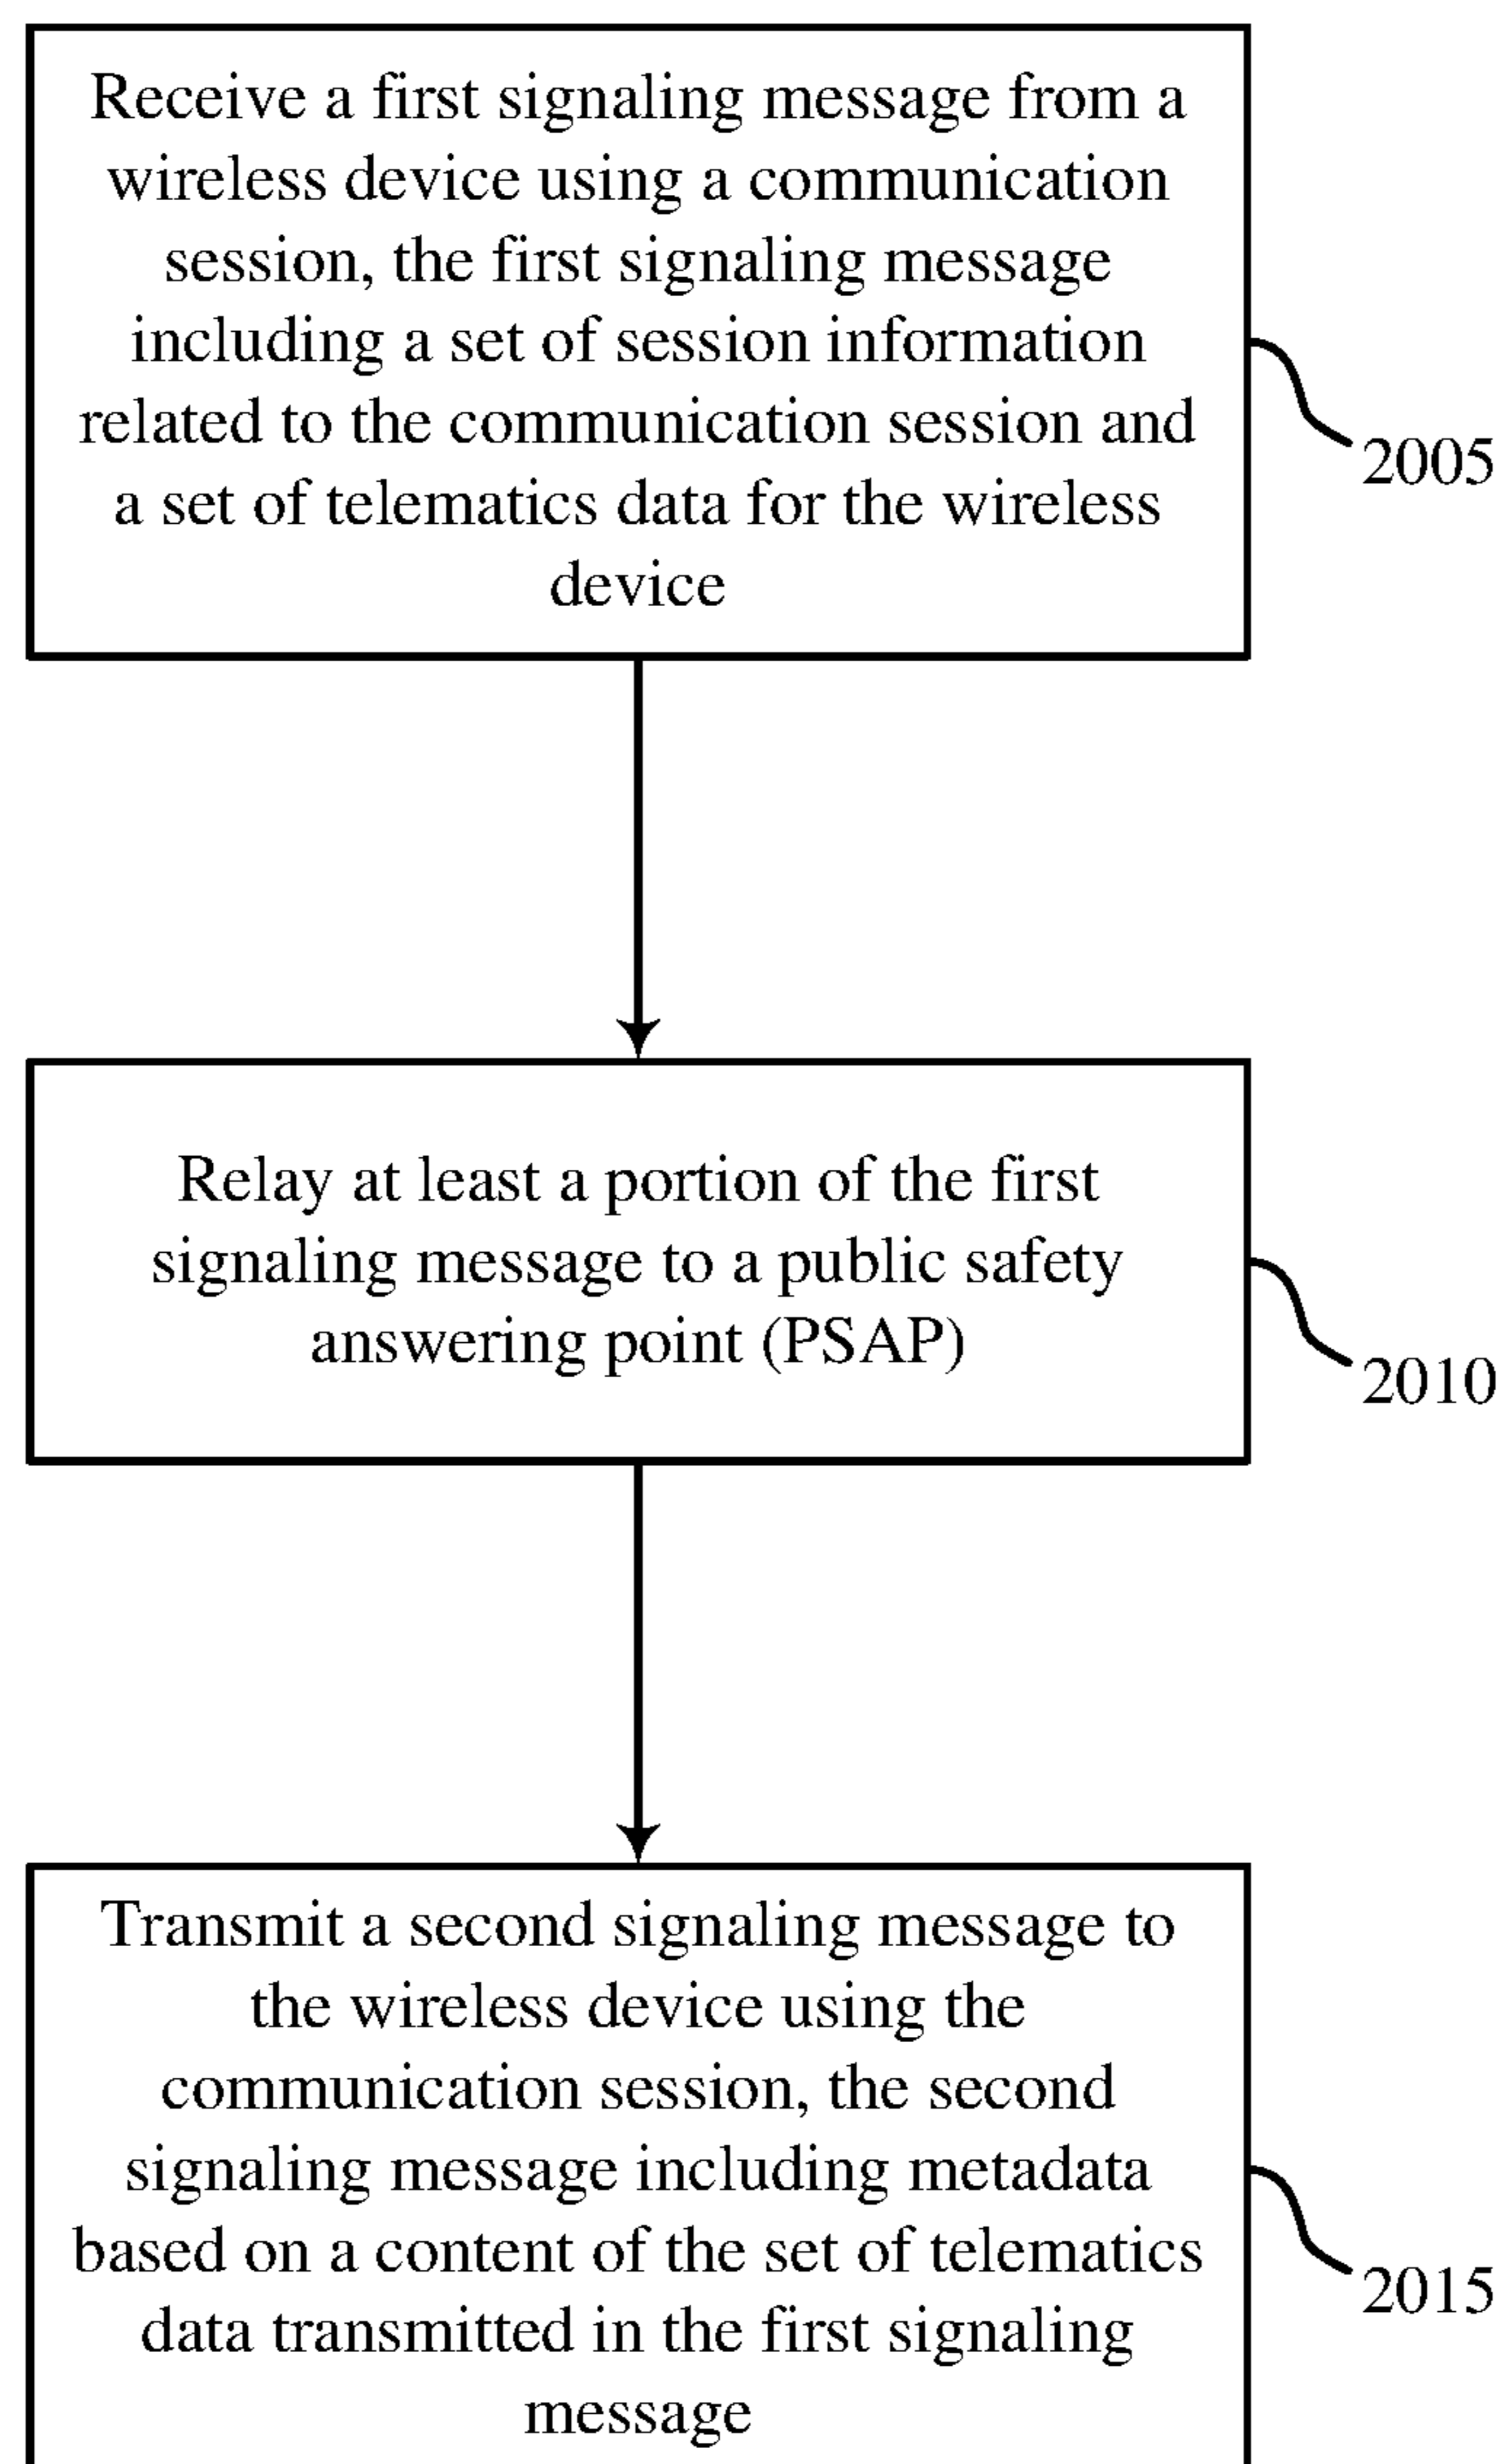 Receive a first signaling message from a
wireless device using a communication
session, the first signaling message
including a set of session information
related to the communication session and
a set of telematics data for the wireless
device
2005
Relay at least a portion of the first
signaling message to a public safety
answering point (PSAP)
2010
Transmit a second signaling message to
the wireless device using the
communication session, the second
signaling message including metadata
based on a content of the set of telematics
data transmitted in the first signaling
message
2015